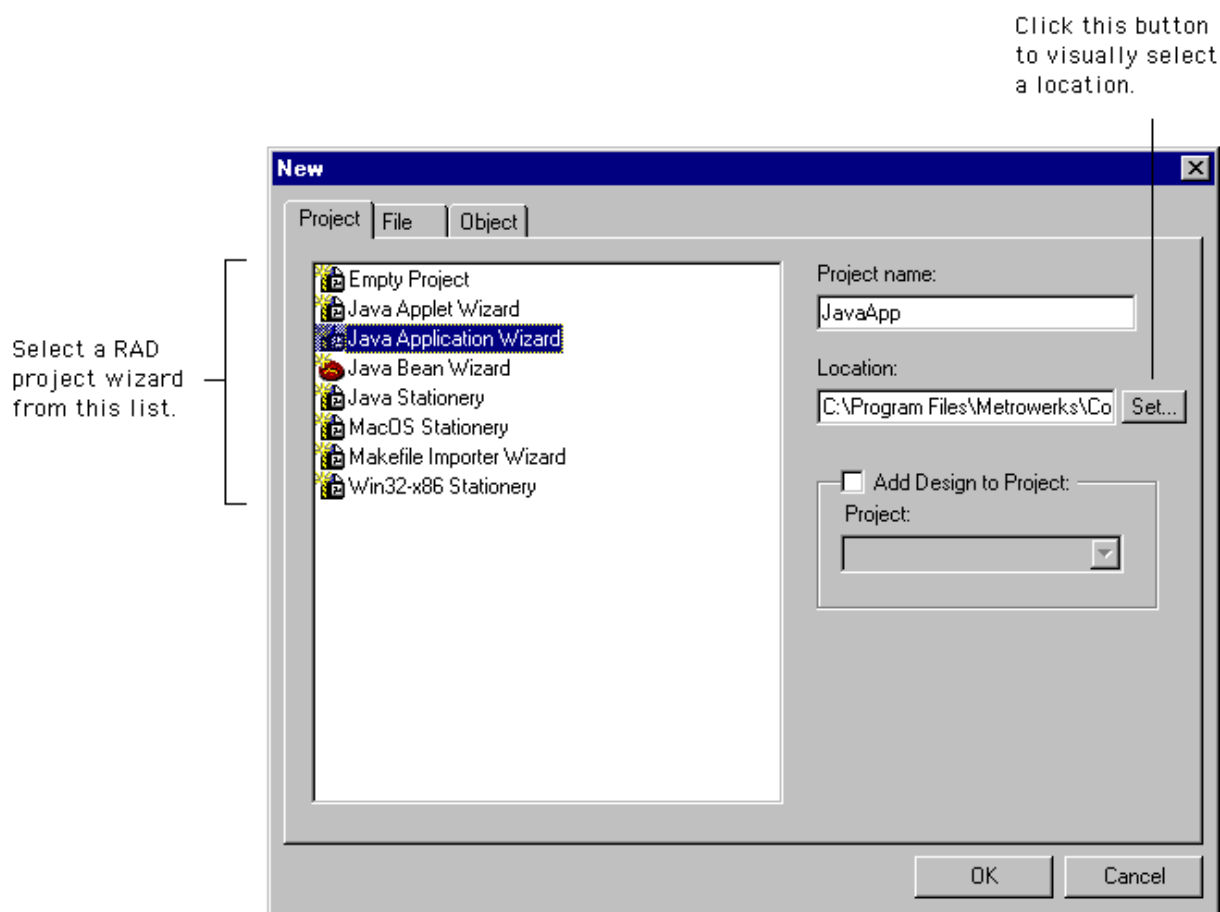 Click this button
to visually select
a location.
New
Project File Object
Select a RAD
project wizard
from this list.
Empty Project
Java Applet Wizard
Java Application Wizard
Java Bean Wizard
Java Stationery
MacOS Stationery
Makefile Importer Wizard
Win32-x86 Stationery
Project name:
JavaApp
Location:
C:\Program Files\Metrowerks\Co Set...
Add Design to Project:
Project:
OK Cancel